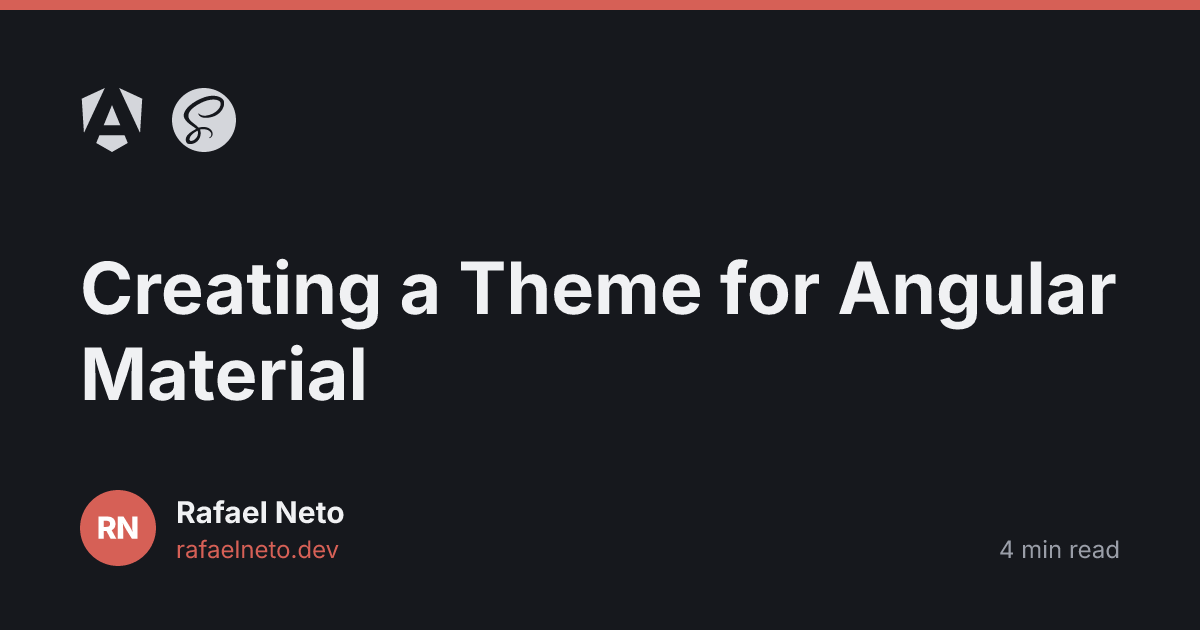 Creating a Theme for Angular
Material
RN
Rafael Neto
rafaelneto.dev
4 min read